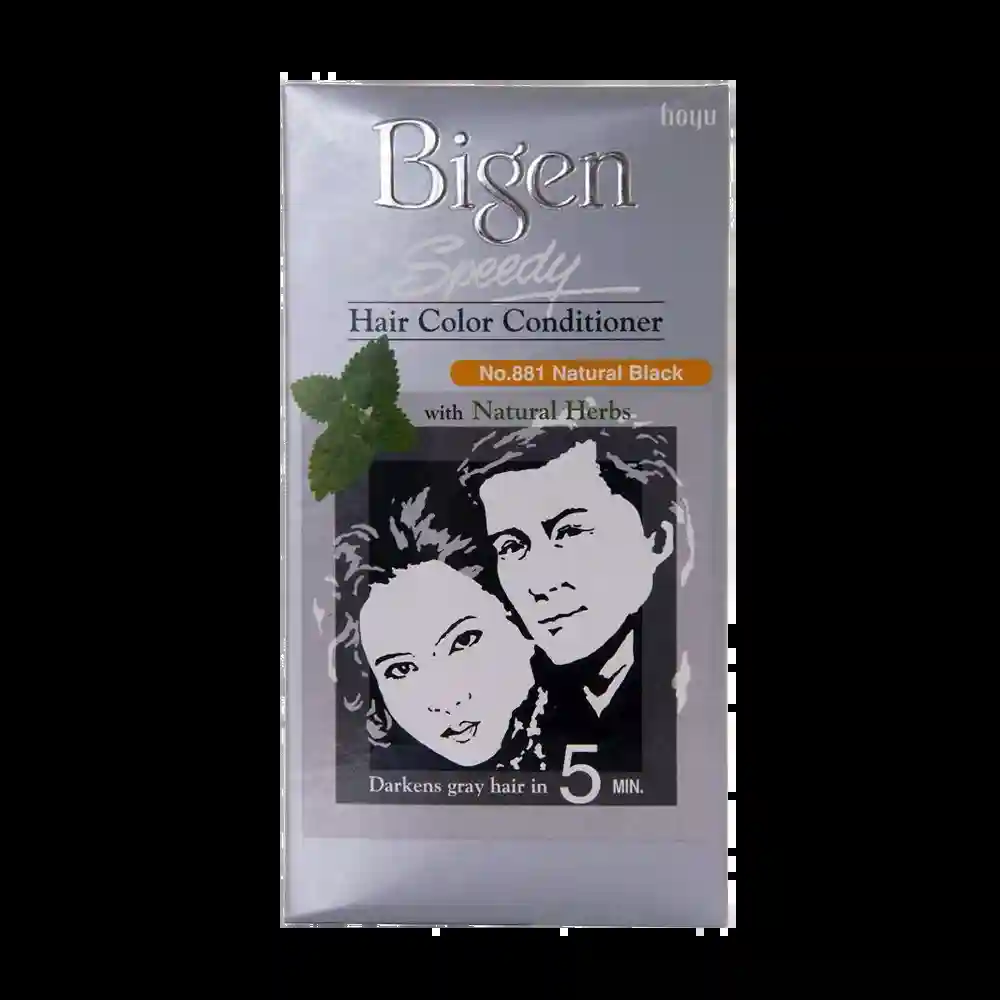 hoyu
Bigen
Speedy
Hair Color Conditioner
No.881 Natural Black
with Natural Herbs
Darkens gray hair in 5 MIN.